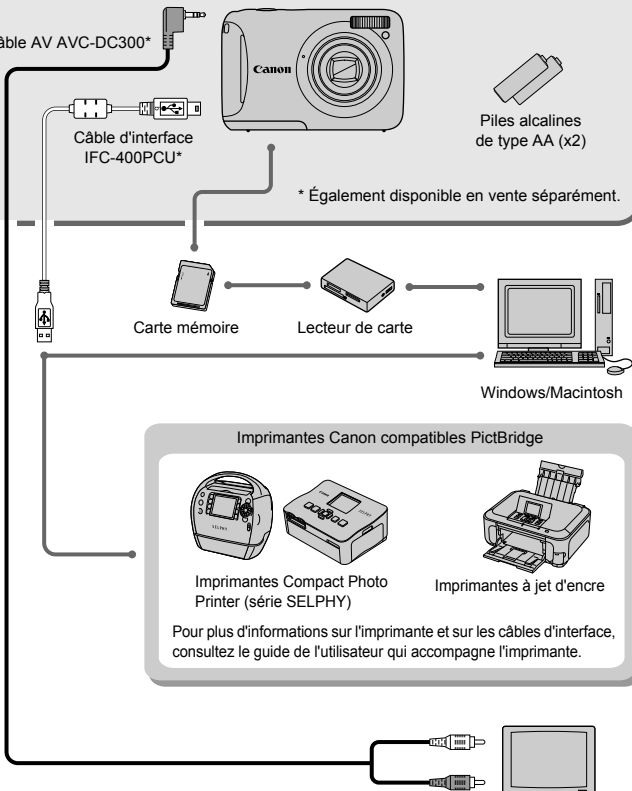 AV AVC-DC300*
Canon
Câble d'interface
IFC-400PCU*
Piles alcalines
de type AA (x2)
* Également disponible en vente séparément.
Carte mémoire
Lecteur de carte
Windows/Macintosh
Imprimantes Canon compatibles PictBridge
SELPHY
SELPHY
Imprimantes Compact Photo
Printer (série SELPHY)
Imprimantes à jet d'encre
Pour plus d'informations sur l'imprimante et sur les câbles d'interface,
consultez le guide de l'utilisateur qui accompagne l'imprimante.